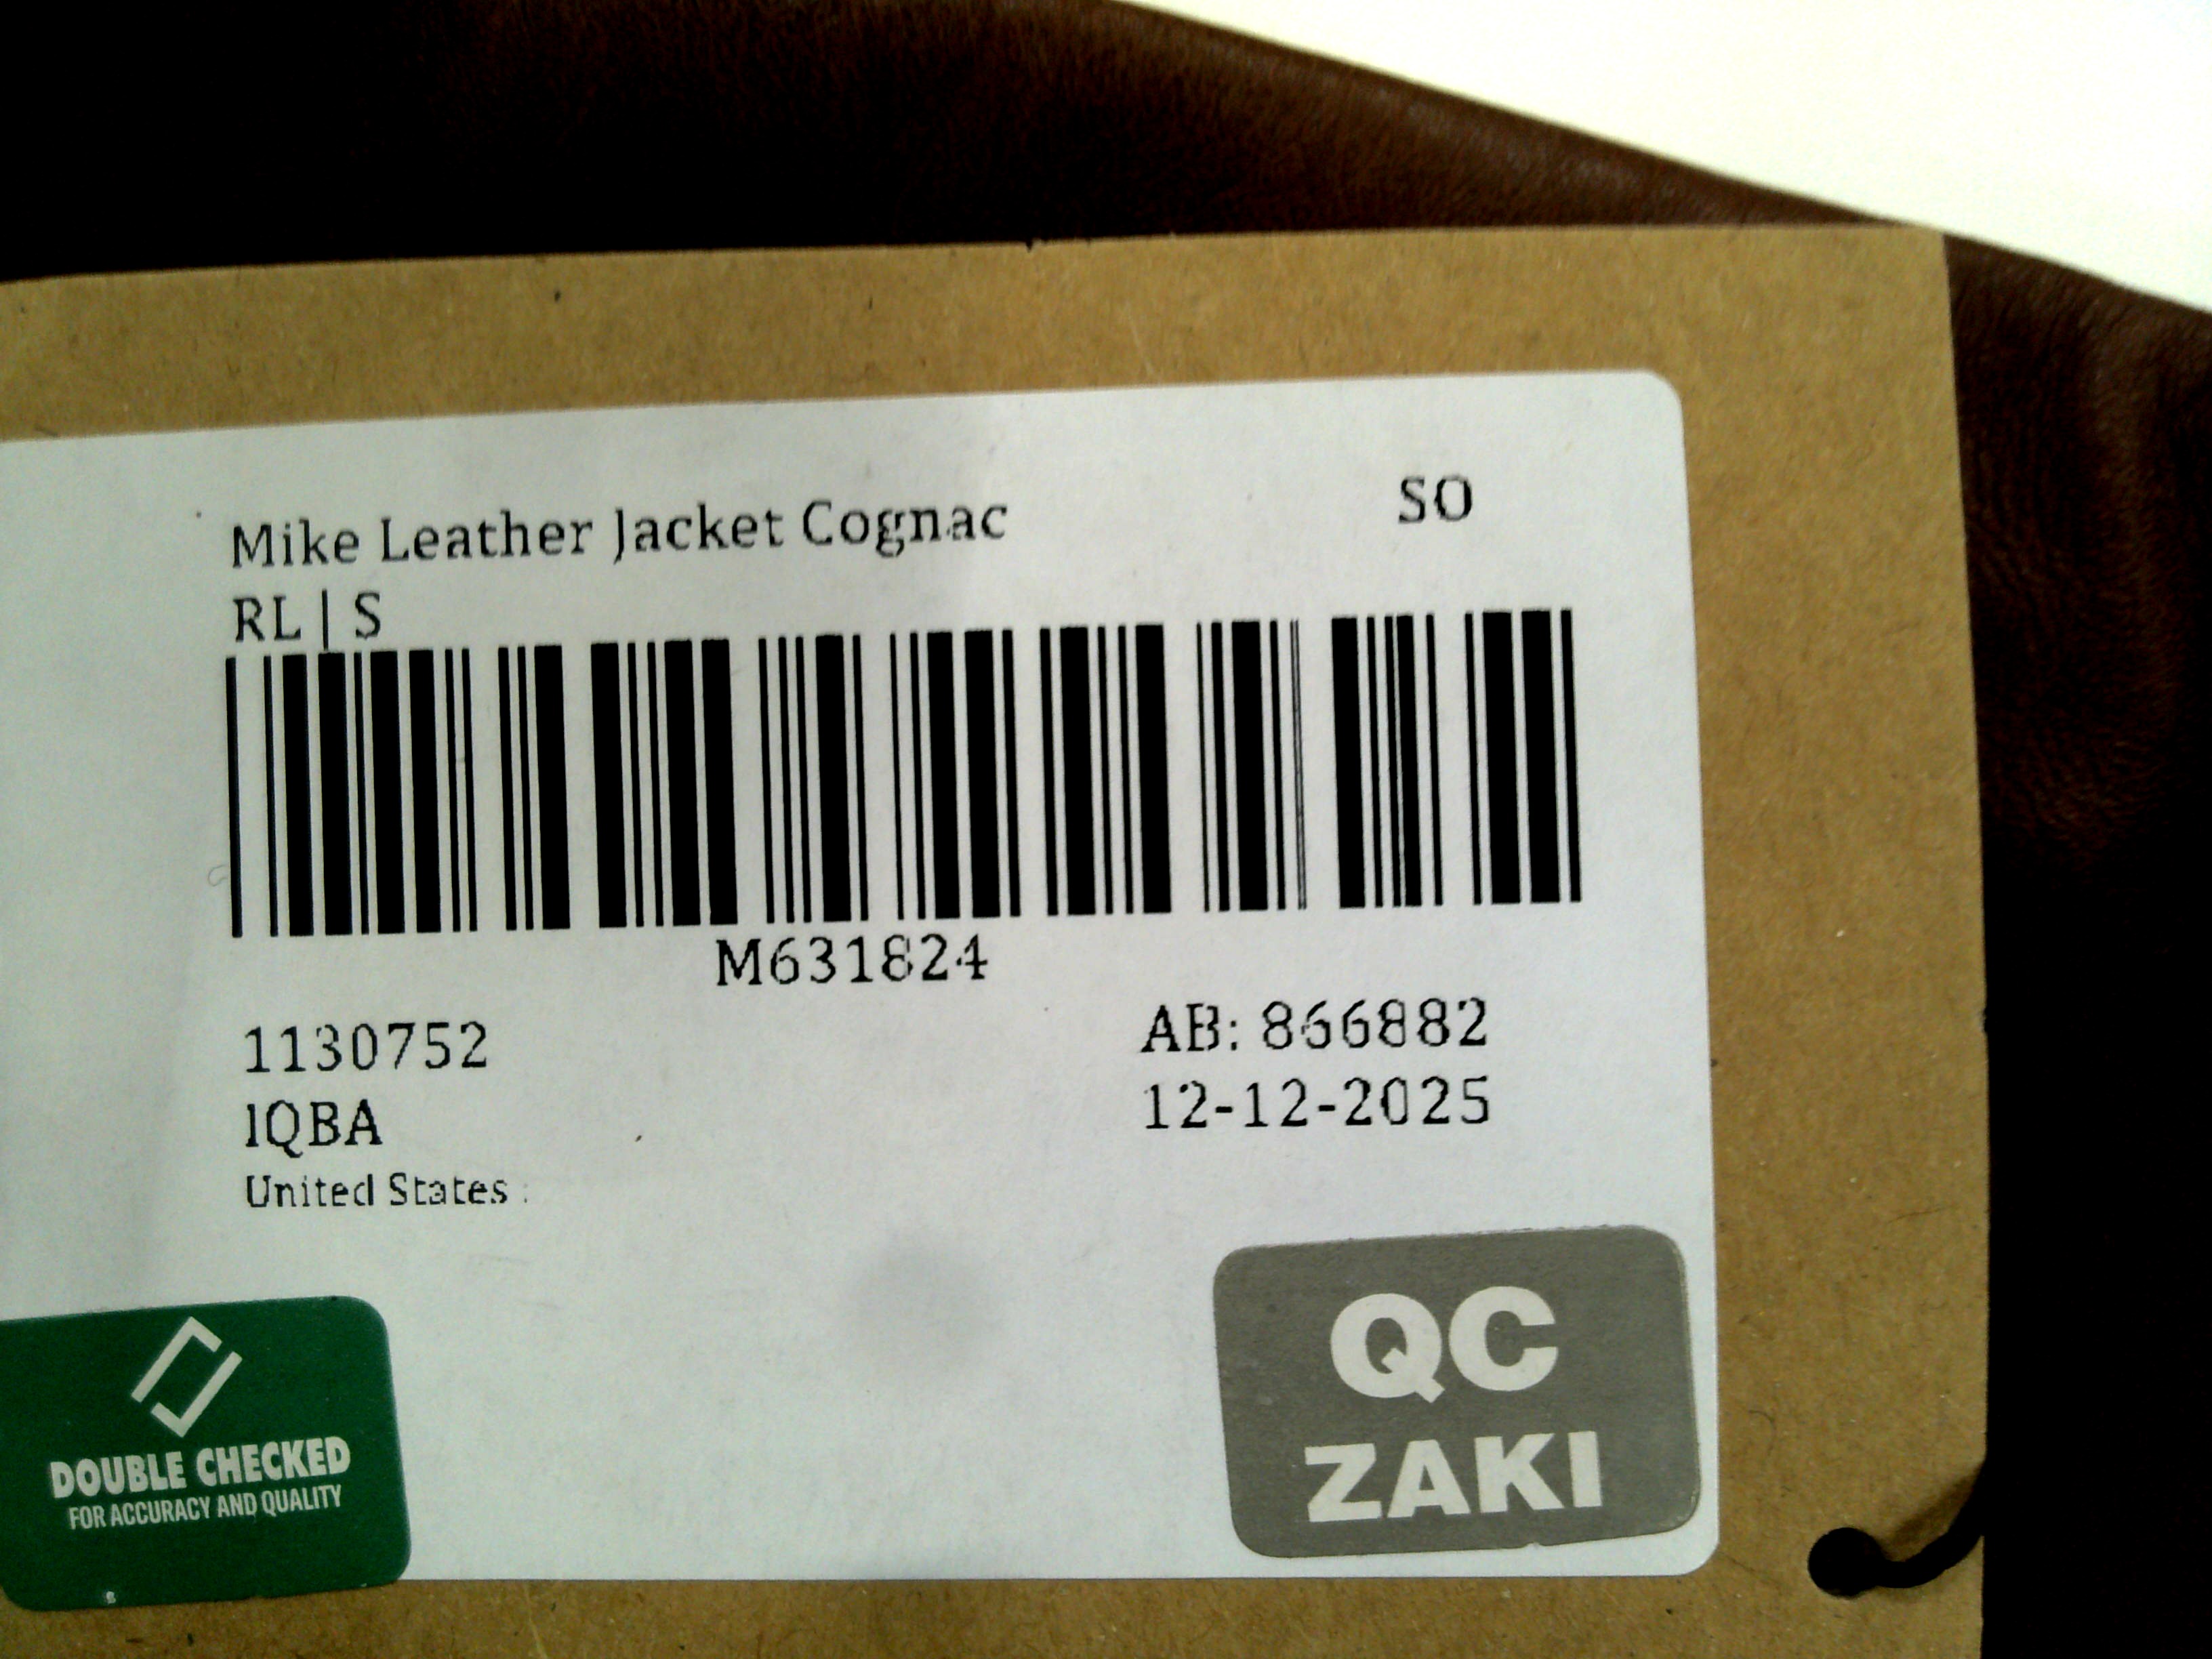 Mike Leather Jacket Cognac
SO
RL | S
M631824
1130752
AB: 866882
IQBA
12-12-2025
United States :
DOUBLE CHECKED
FOR ACCURACY AND QUALITY
QC
ZAKI